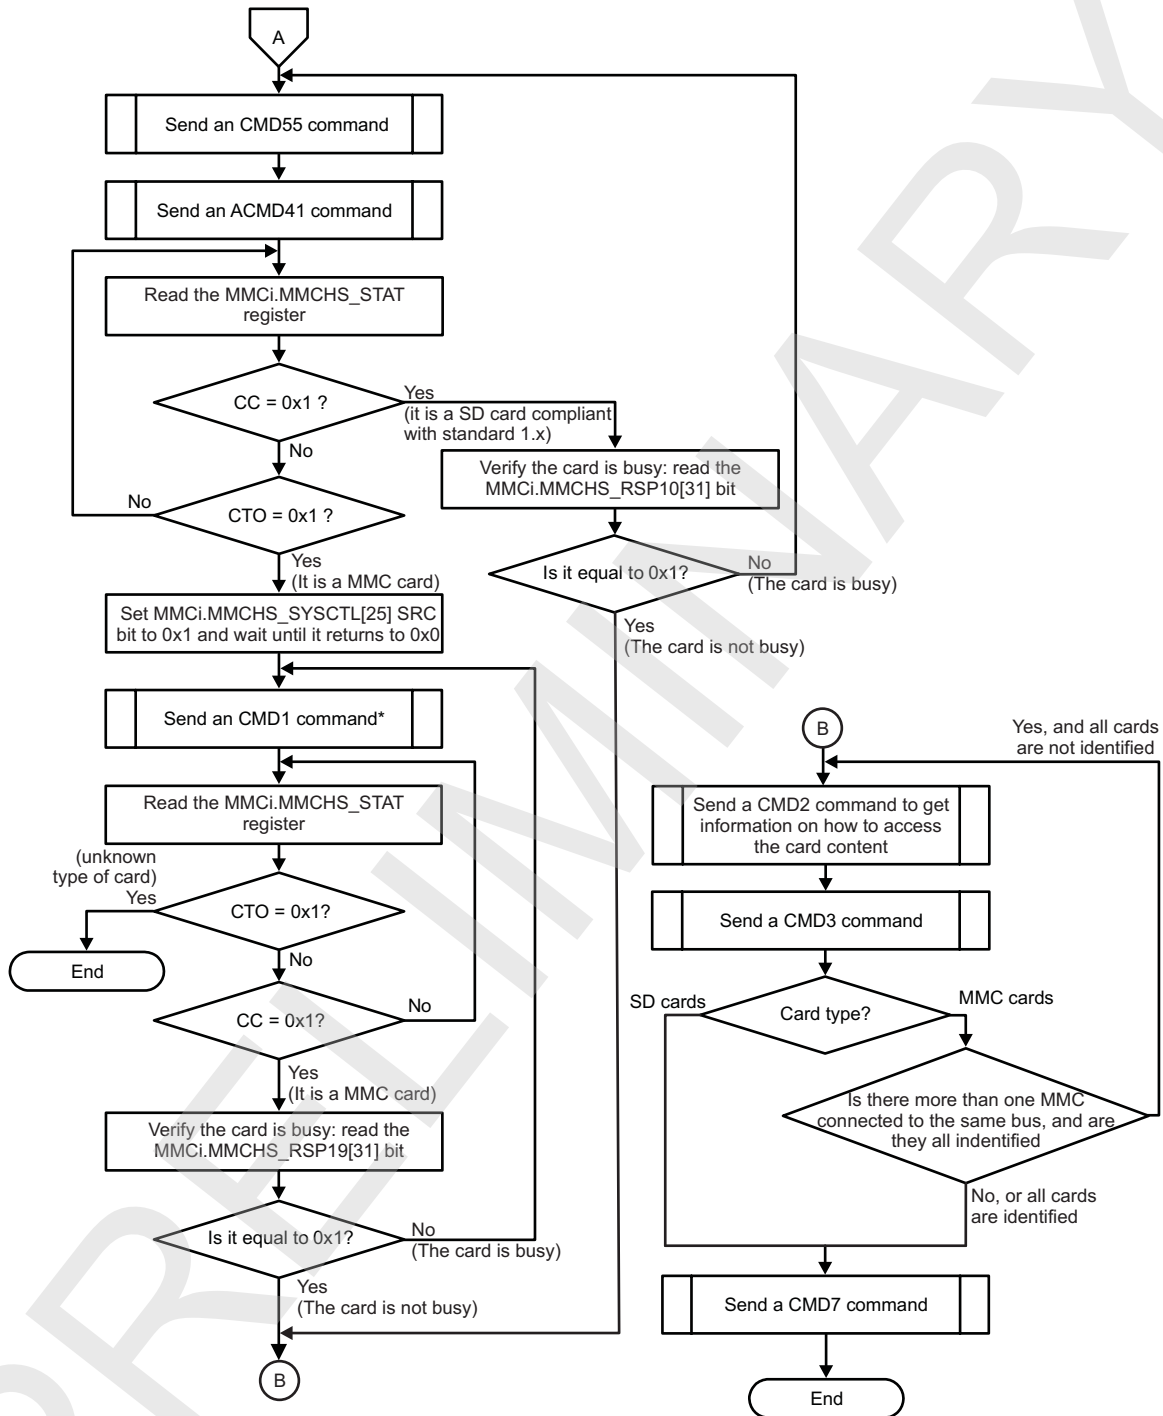 A
Send an CMD55 command
Send an ACMD41 command
Read the MMCi.MMCHS_STAT
register
CC = 0x1 ?
Yes
(it is a SD card compliant
with standard 1.x)
No
Verify the card is busy: read the
MMCi.MMCHS_RSP10[31] bit
No
CTO = 0x1 ?
Is it equal to 0x1?
No
(The card is busy)
Yes
(It is a MMC card)
Set MMCi.MMCHS_SYSCTL[25] SRC
bit to 0x1 and wait until it returns to 0x0
Yes
(The card is not busy)
Send an CMD1 command*
Read the MMCi.MMCHS_STAT
register
(unknown
type of card)
Yes
CTO = 0x1?
End
No
CC = 0x1?
No
Yes
(It is a MMC card)
Verify the card is busy: read the
MMCi.MMCHS_RSP19[31] bit
Is it equal to 0x1?
No
(The card is busy)
Yes
(The card is not busy)
B
B
Yes, and all cards
are not identified
Send a CMD2 command to get
information on how to access
the card content
Send a CMD3 command
SD cards
Card type?
MMC cards
Is there more than one MMC
connected to the same bus, and are
they all indentified
No, or all cards
are identified
Send a CMD7 command
End
PRELIMINARY